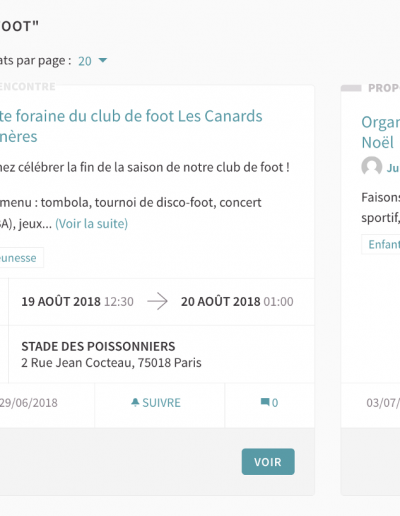 OOT"
ats par page : 20
ENCONTRE
te foraine du club de foot Les Canards
nères
nez célébrer la fin de la saison de notre club de foot !
menu : tombola, tournoi de disco-foot, concert
BA), jeux... (Voir la suite)
eunesse
19 AOÛT 2018 12:30 20 AOÛT 2018 01:00
STADE DES POISSONNIERS
2 Rue Jean Cocteau, 75018 Paris
29/06/2018 SUIVRE 0
VOIR
PROPO
Organ
Noël
Ju
Faisons
sportif,
Enfant
03/07/